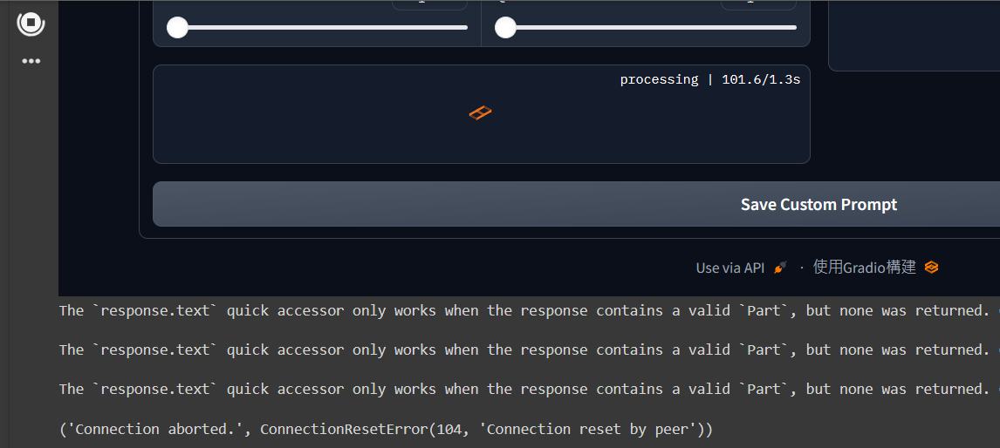 processing | 101.6/1.3s
Save Custom Prompt
Use via API · 使用Gradio構建
The `response.text` quick accessor only works when the response contains a valid `Part`, but none was returned.
The `response.text` quick accessor only works when the response contains a valid `Part`, but none was returned.
The `response.text` quick accessor only works when the response contains a valid `Part`, but none was returned.
('Connection aborted.', ConnectionResetError(104, 'Connection reset by peer'))